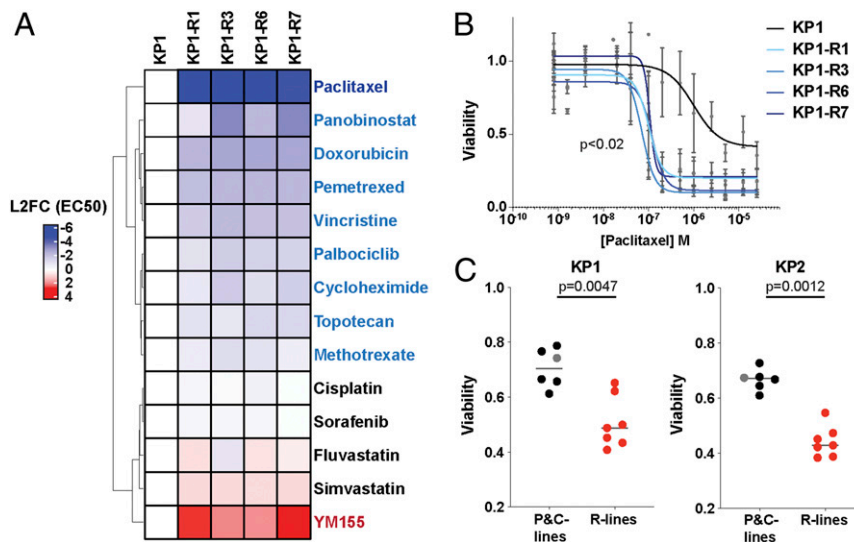 A
KP1
KP1-R1
KP1-R3
KP1-R6
KP1-R7
Paclitaxel
Panobinostat
Doxorubicin
Pemetrexed
Vincristine
Palbociclib
Cycloheximide
Topotecan
Methotrexate
Cisplatin
Sorafenib
Fluvastatin
Simvastatin
YM155
L2FC (EC50)
-6
-4
-2
0
2
4
B
Viability
1.0
0.5
0.0
p<0.02
10⁻¹⁰ 10⁻⁹ 10⁻⁸ 10⁻⁷ 10⁻⁶ 10⁻⁵
[Paclitaxel] M
KP1
KP1-R1
KP1-R3
KP1-R6
KP1-R7
C
KP1
p=0.0047
Viability
1.0
0.8
0.6
0.4
0.2
P&C-
lines
R-lines
KP2
p=0.0012
Viability
1.0
0.8
0.6
0.4
0.2
P&C-
lines
R-lines